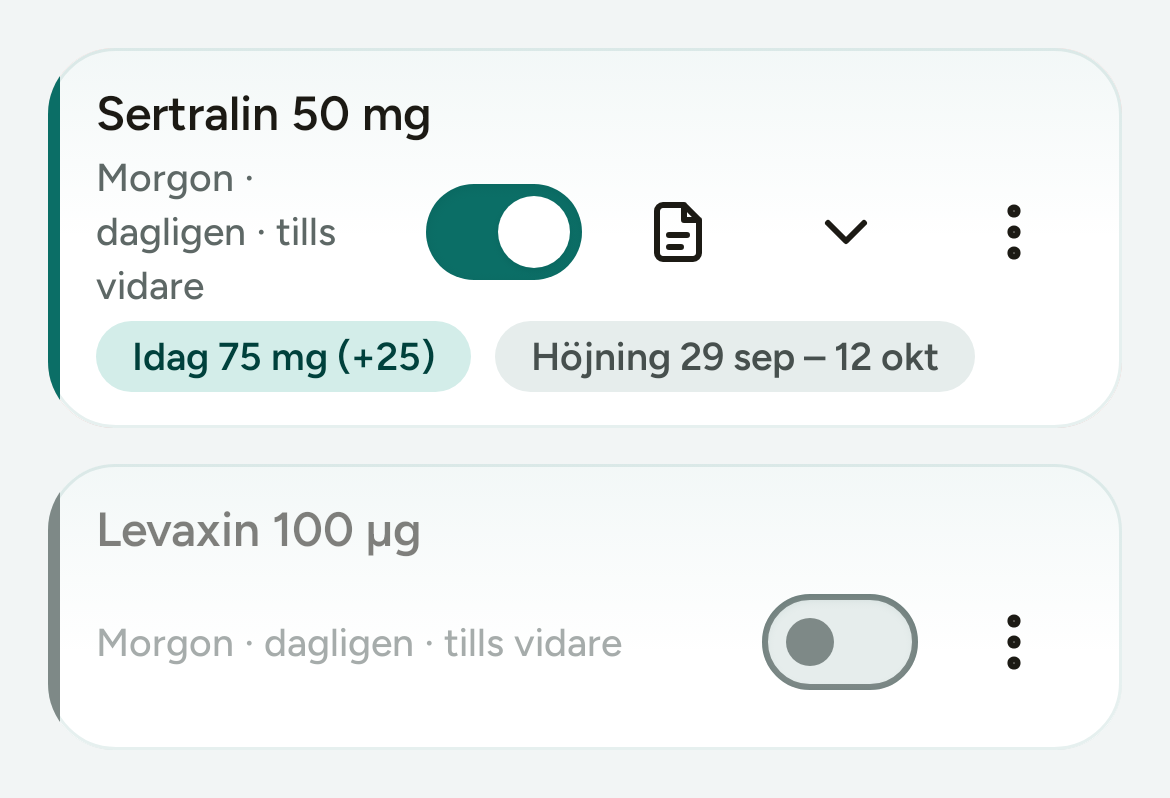 Sertralin 50 mg
Morgon ·
dagligen · tills
vidare
Idag 75 mg (+25)
Höjning 29 sep – 12 okt
Levaxin 100 µg
Morgon · dagligen · tills vidare